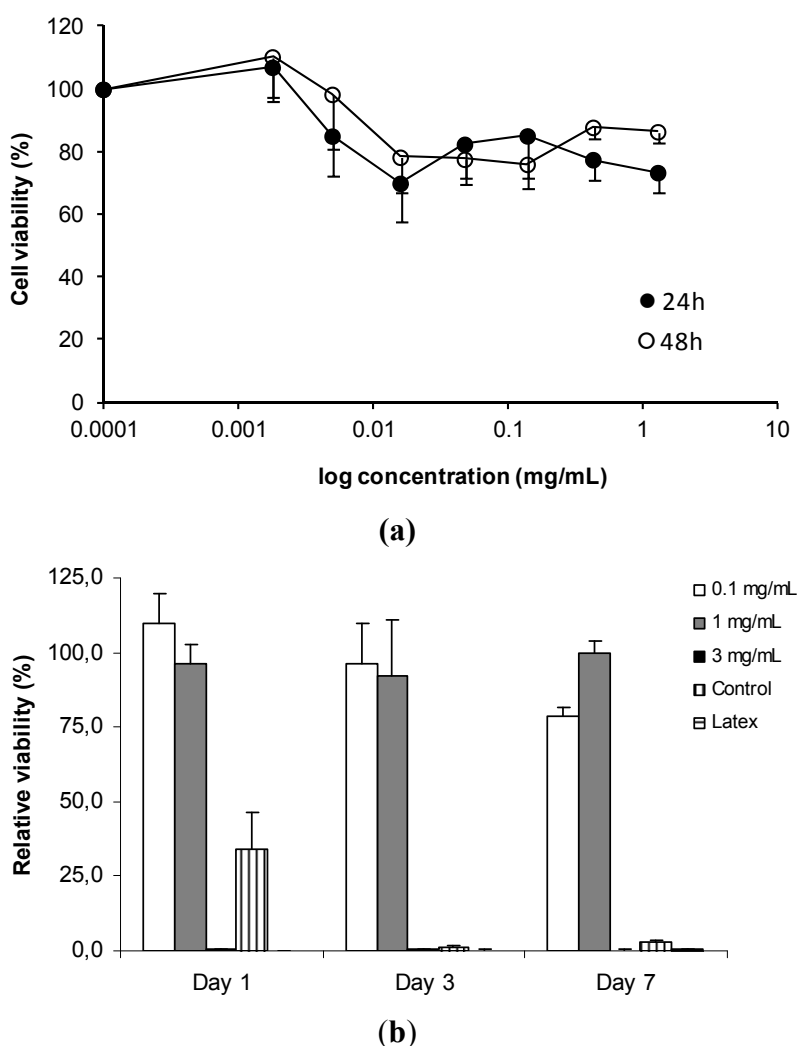 120
100
80
60
40
20
0
Cell viability (%)
24h
48h
0.0001 0.001 0.01 0.1 1 10
log concentration (mg/mL)
(a)
125,0
100,0
75,0
50,0
25,0
0,0
Relative viability (%)
0.1 mg/mL
1 mg/mL
3 mg/mL
Control
Latex
Day 1 Day 3 Day 7
(b)